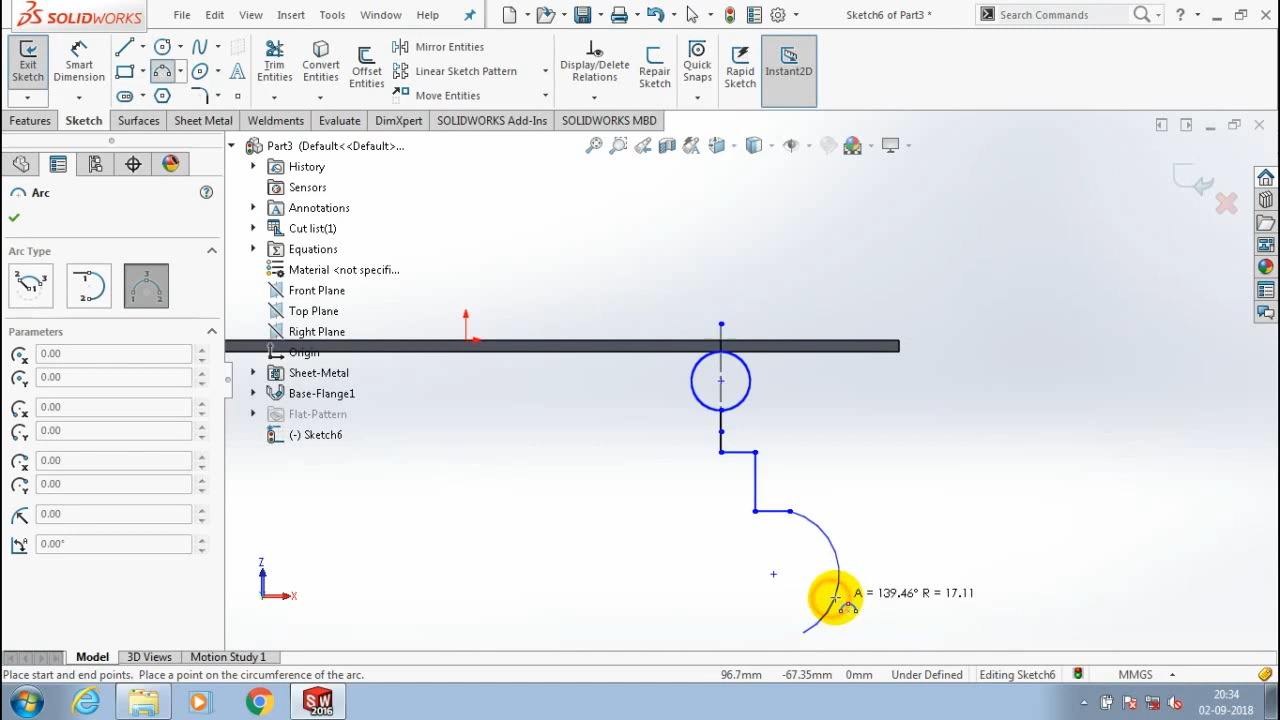 SOLIDWORKS File Edit View Insert Tools Window Help Sketch6 of Part3 * Search Commands ?
Exit Sketch Smart Dimension Trim Entities Convert Entities Offset Entities Mirror Entities Linear Sketch Pattern Move Entities Display/Delete Relations Repair Sketch Quick Snaps Rapid Sketch Instant2D
Features Sketch Surfaces Sheet Metal Weldments Evaluate DimXpert SOLIDWORKS Add-Ins SOLIDWORKS MBD
Part3 (Default<<Default>...
History
Sensors
Annotations
Cut list(1)
Equations
Material <not specifi...
Front Plane
Top Plane
Right Plane
Origin
Sheet-Metal
Base-Flange1
Flat-Pattern
(-) Sketch6
Arc
Arc Type
Parameters
0.00
0.00
0.00
0.00
0.00
0.00
0.00
0.00°
A = 139.46° R = 17.11
Z
X
Model 3D Views Motion Study 1
Place start and end points. Place a point on the circumference of the arc. 96.7mm -67.35mm 0mm Under Defined Editing Sketch6 MMGS
SW 2016
20:34
02-09-2018